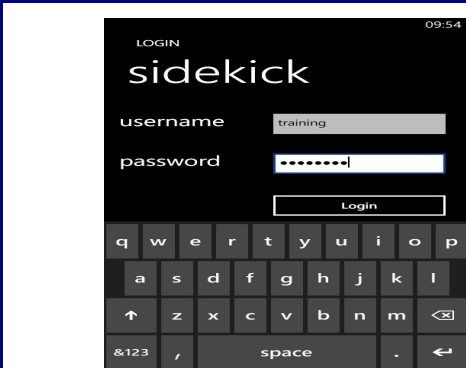 09:54
LOGIN
sidekick
username training
password ••••••••
Login
q w e r t y u i o p
a s d f g h j k l
z x c v b n m
&123 , space .